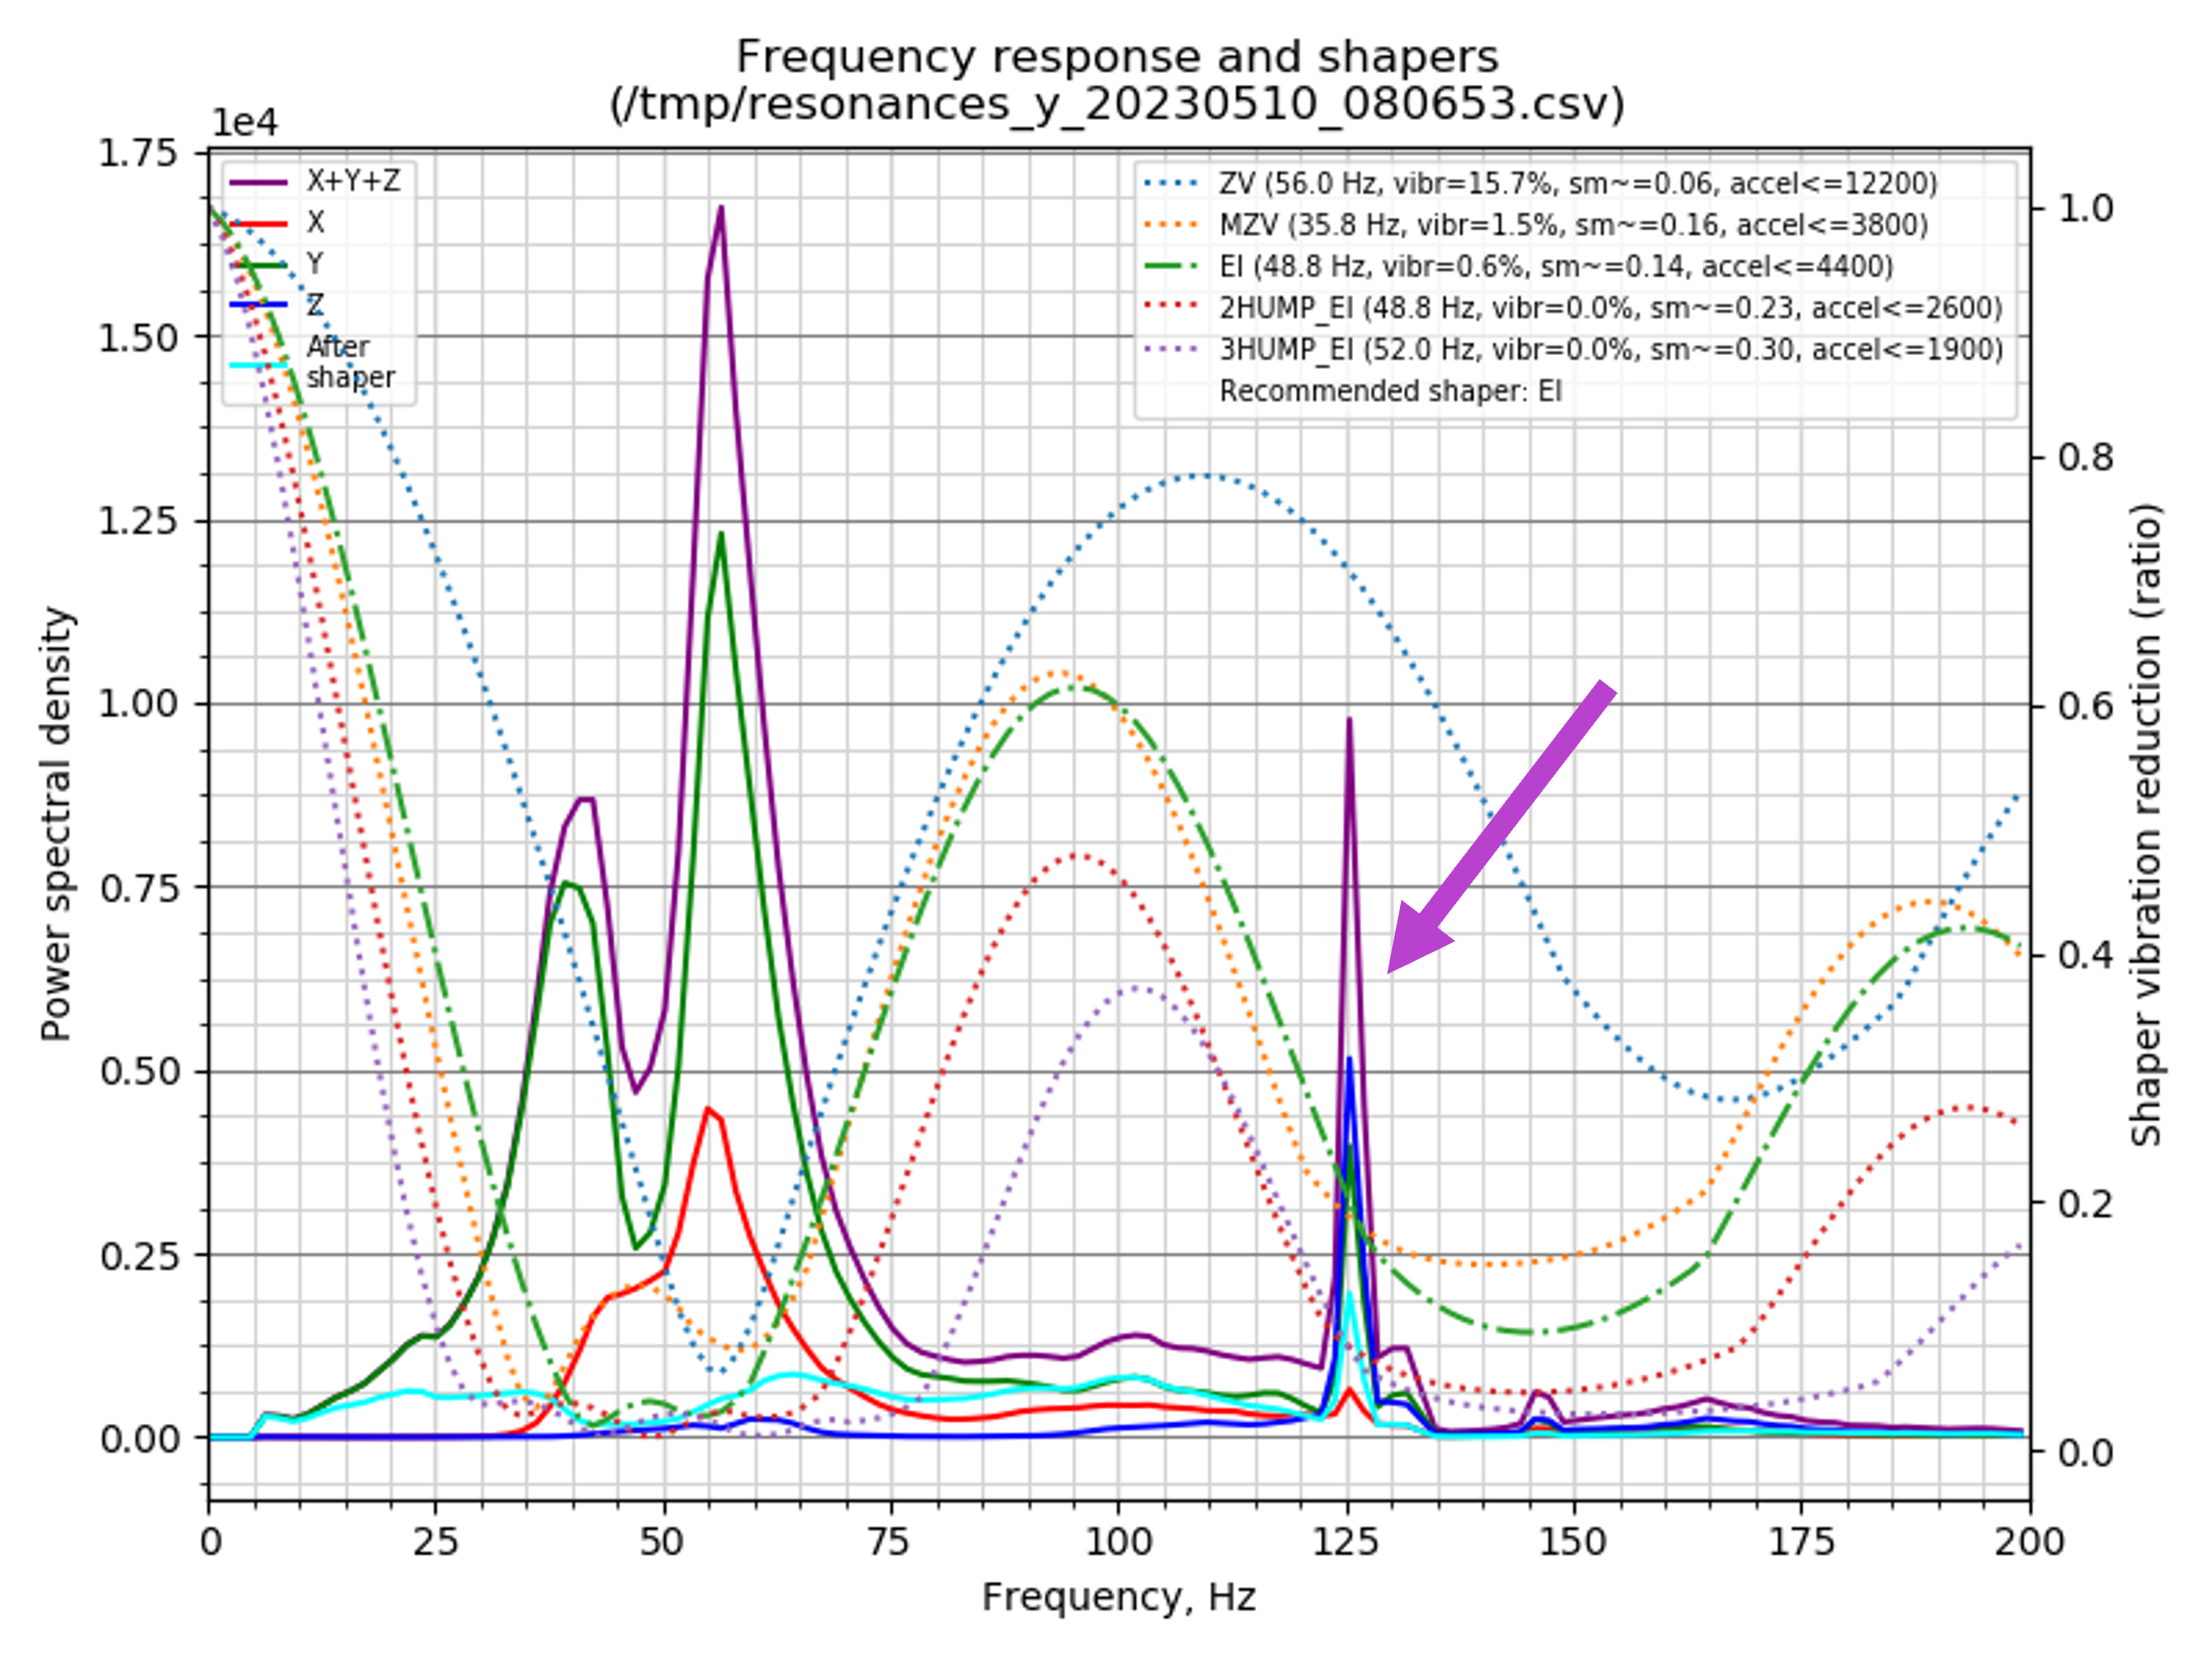 Frequency response and shapers
(/tmp/resonances_y_20230510_080653.csv)
1e4
1.75
1.50
1.25
1.00
0.75
0.50
0.25
0.00
Power spectral density
X+Y+Z
X
Y
Z
After
shaper
ZV (56.0 Hz, vibr=15.7%, sm~=0.06, accel<=12200)
MZV (35.8 Hz, vibr=1.5%, sm~=0.16, accel<=3800)
EI (48.8 Hz, vibr=0.6%, sm~=0.14, accel<=4400)
2HUMP_EI (48.8 Hz, vibr=0.0%, sm~=0.23, accel<=2600)
3HUMP_EI (52.0 Hz, vibr=0.0%, sm~=0.30, accel<=1900)
Recommended shaper: EI
1.0
0.8
0.6
0.4
0.2
0.0
Shaper vibration reduction (ratio)
0 25 50 75 100 125 150 175 200
Frequency, Hz